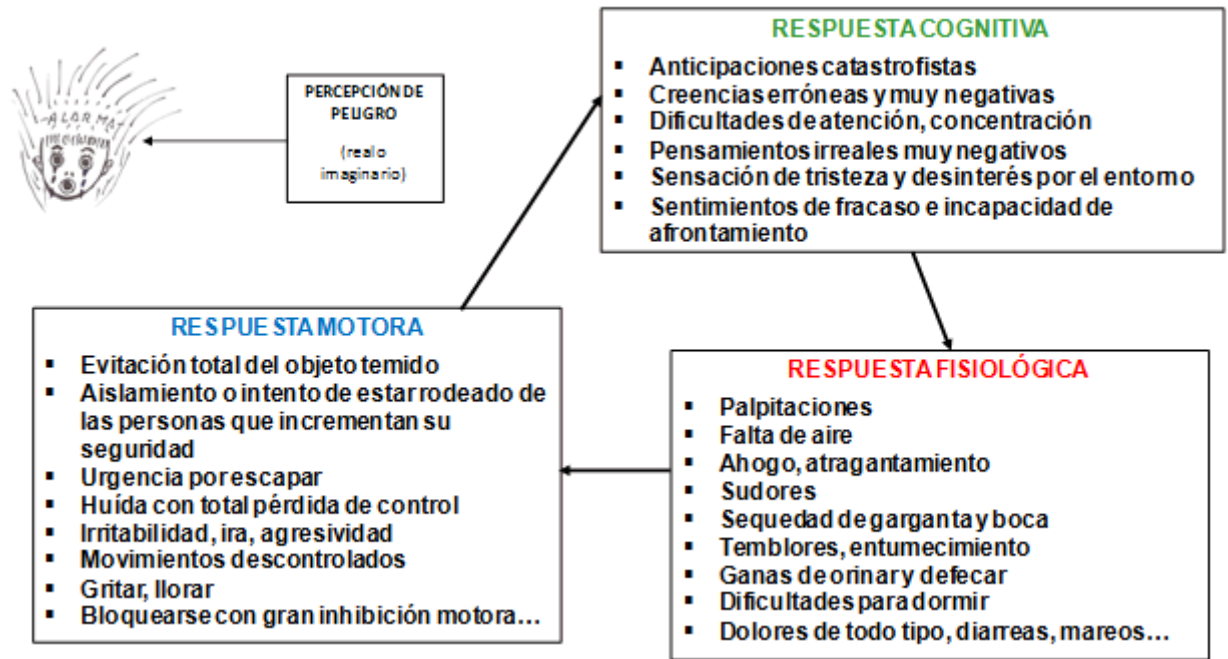 ALARMA
PERCEPCIÓN DE
PELIGRO
(real o
imaginario)
RESPUESTA COGNITIVA
▪ Anticipaciones catastrofistas
▪ Creencias erróneas y muy negativas
▪ Dificultades de atención, concentración
▪ Pensamientos irreales muy negativos
▪ Sensación de tristeza y desinterés por el entorno
▪ Sentimientos de fracaso e incapacidad de
afrontamiento
RESPUESTA FISIOLÓGICA
▪ Palpitaciones
▪ Falta de aire
▪ Ahogo, atragantamiento
▪ Sudores
▪ Sequedad de garganta y boca
▪ Temblores, entumecimiento
▪ Ganas de orinar y defecar
▪ Dificultades para dormir
▪ Dolores de todo tipo, diarreas, mareos…
RESPUESTA MOTORA
▪ Evitación total del objeto temido
▪ Aislamiento o intento de estar rodeado de
las personas que incrementan su
seguridad
▪ Urgencia por escapar
▪ Huída con total pérdida de control
▪ Irritabilidad, ira, agresividad
▪ Movimientos descontrolados
▪ Gritar, llorar
▪ Bloquearse con gran inhibición motora…